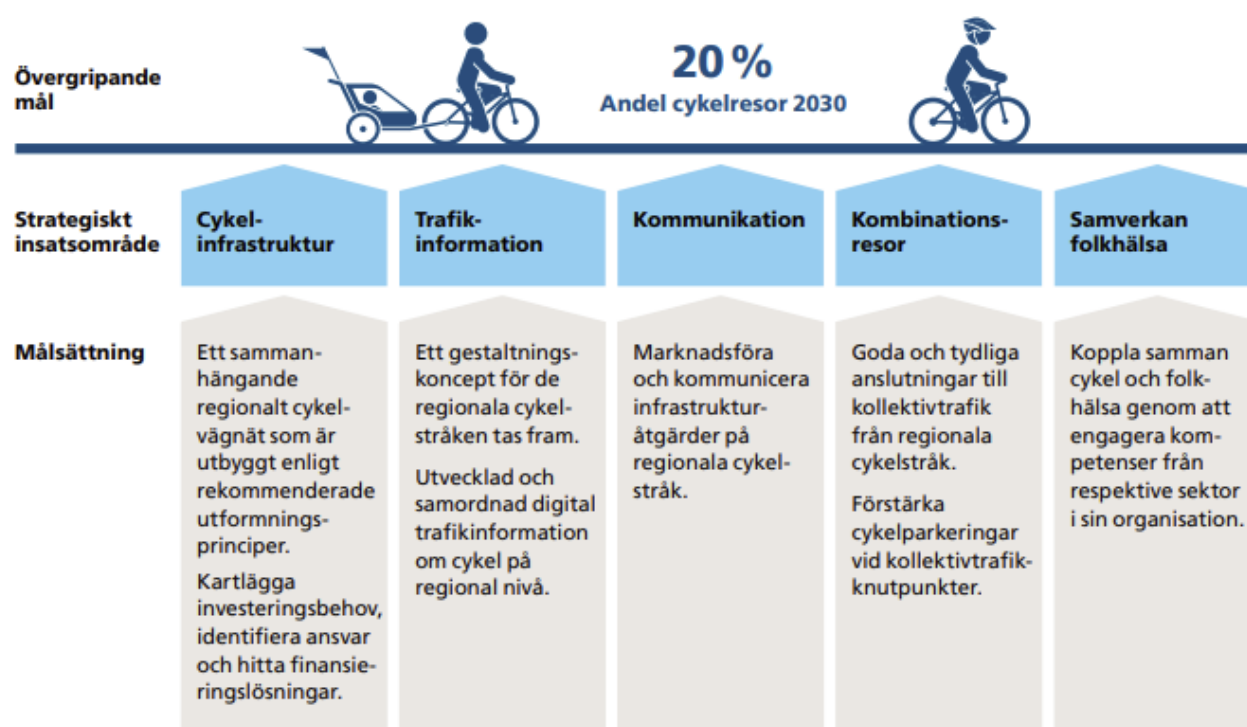 Övergripande
mål
20 %
Andel cykelresor 2030
Strategiskt
insatsområde
Cykel-
infrastruktur
Trafik-
information
Kommunikation
Kombinations-
resor
Samverkan
folkhälsa
Målsättning
Ett samman-
hängande
regionalt cykel-
vägnät som är
utbyggt enligt
rekommenderade
utformnings-
principer.
Kartlägga
investeringsbehov,
identifiera ansvar
och hitta finansie-
ringslösningar.
Ett gestaltnings-
koncept för de
regionala cykel-
stråken tas fram.
Utvecklad och
samordnad digital
trafikinformation
om cykel på
regional nivå.
Marknadsföra
och kommunicera
infrastruktur-
åtgärder på
regionala cykel-
stråk.
Goda och tydliga
anslutningar till
kollektivtrafik
från regionala
cykelstråk.
Förstärka
cykelparkeringar
vid kollektivtrafik-
knutpunkter.
Koppla samman
cykel och folk-
hälsa genom att
engagera kom-
petenser från
respektive sektor
i sin organisation.